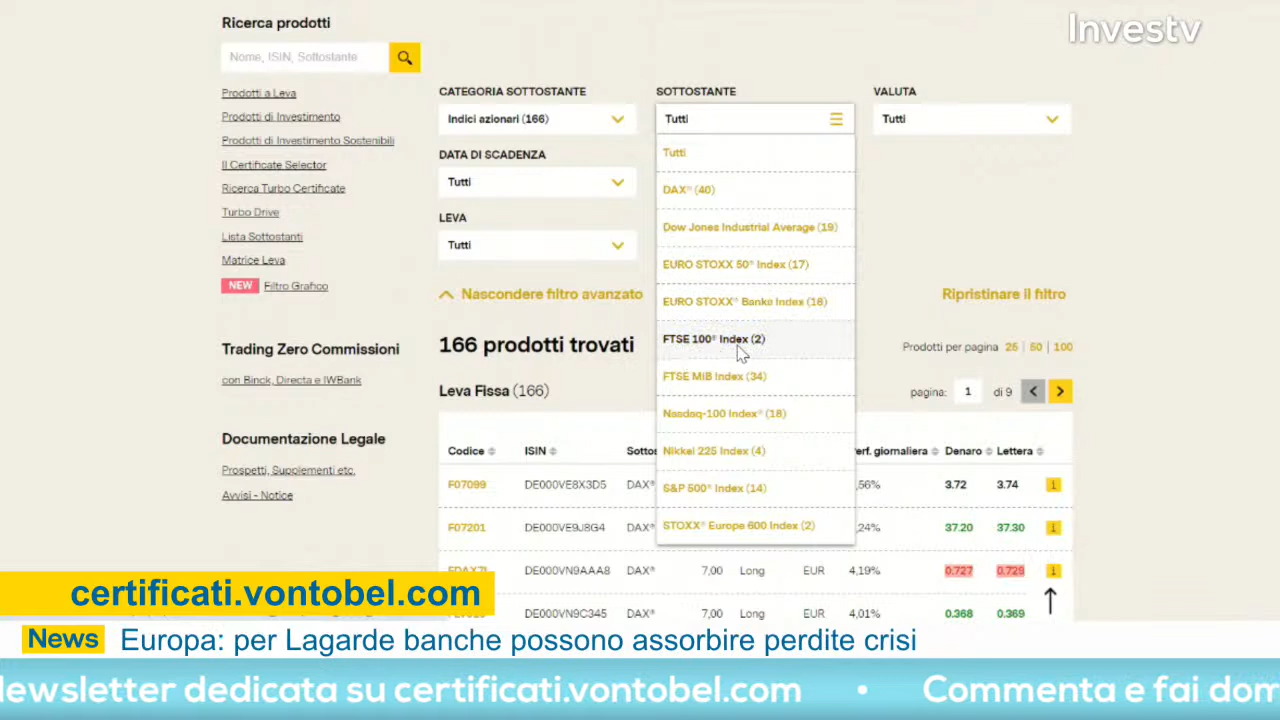 Investv
Ricerca prodotti
Nome, ISIN, Sottostante
Prodotti a Leva
Prodotti di Investimento
Prodotti di Investimento Sostenibili
Il Certificate Selector
Ricerca Turbo Certificate
Turbo Drive
Lista Sottostanti
Matrice Leva
NEW Filtro Grafico
Trading Zero Commissioni
con Binck, Directa e IWBank
Documentazione Legale
Prospetti, Supplementi etc.
Avvisi - Notice
CATEGORIA SOTTOSTANTE
Indici azionari (166)
DATA DI SCADENZA
Tutti
LEVA
Tutti
SOTTOSTANTE
Tutti
Tutti
DAX® (40)
Dow Jones Industrial Average (19)
EURO STOXX 50® Index (17)
EURO STOXX® Banks Index (18)
FTSE 100® Index (2)
FTSE MIB Index (34)
Nasdaq-100 Index® (18)
Nikkei 225 Index (4)
S&P 500® Index (14)
STOXX® Europe 600 Index (2)
VALUTA
Tutti
Nascondere filtro avanzato
Ripristinare il filtro
166 prodotti trovati
Prodotti per pagina 25 | 50 | 100
Leva Fissa (166)
pagina: 1 di 9
Codice ISIN Sottos erf. giornaliera Denaro Lettera
F07099 DE000VE8X3D5 DAX® ,56% 3.72 3.74
F07201 DE000VE9J8G4 DAX® ,24% 37.20 37.30
DE000VN9AAA8 DAX® 7,00 Long EUR 4,19% 0.727 0.729
DE000VN9C345 DAX® 7,00 Long EUR 4,01% 0.368 0.369
certificati.vontobel.com
News Europa: per Lagarde banche possono assorbire perdite crisi
ewsletter dedicata su certificati.vontobel.com • Commenta e fai dom